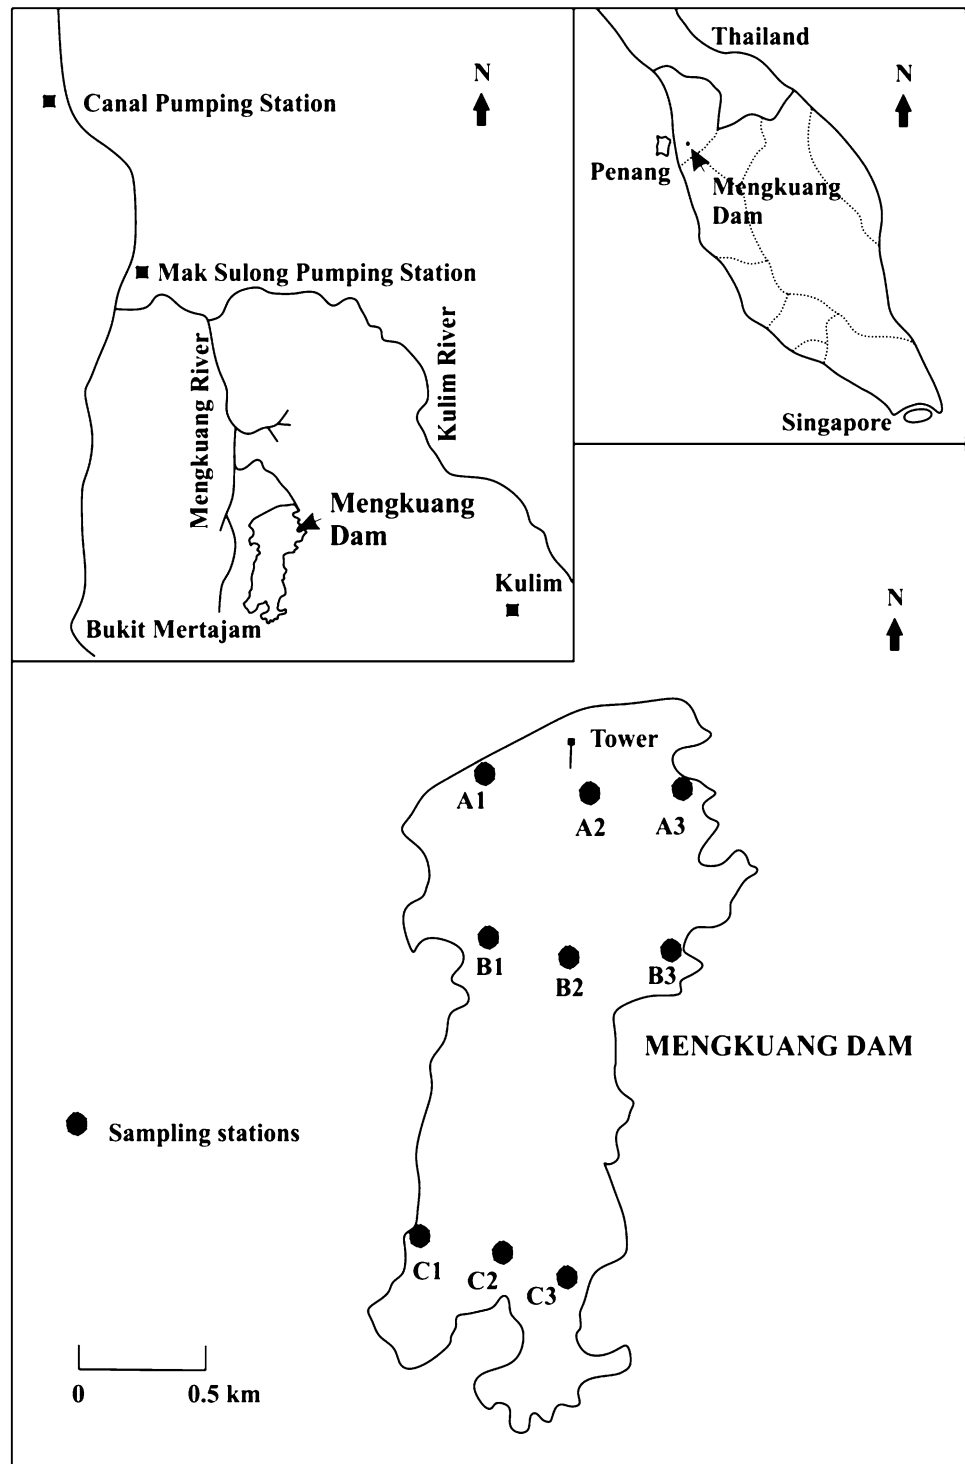 N
Canal Pumping Station
Mak Sulong Pumping Station
Mengkuang River
Kulim River
Mengkuang
Dam
Kulim
Bukit Mertajam
Thailand
N
Penang
Mengkuang
Dam
Singapore
N
Tower
A1
A2
A3
B1
B2
B3
MENGKUANG DAM
Sampling stations
C1
C2
C3
0
0.5 km